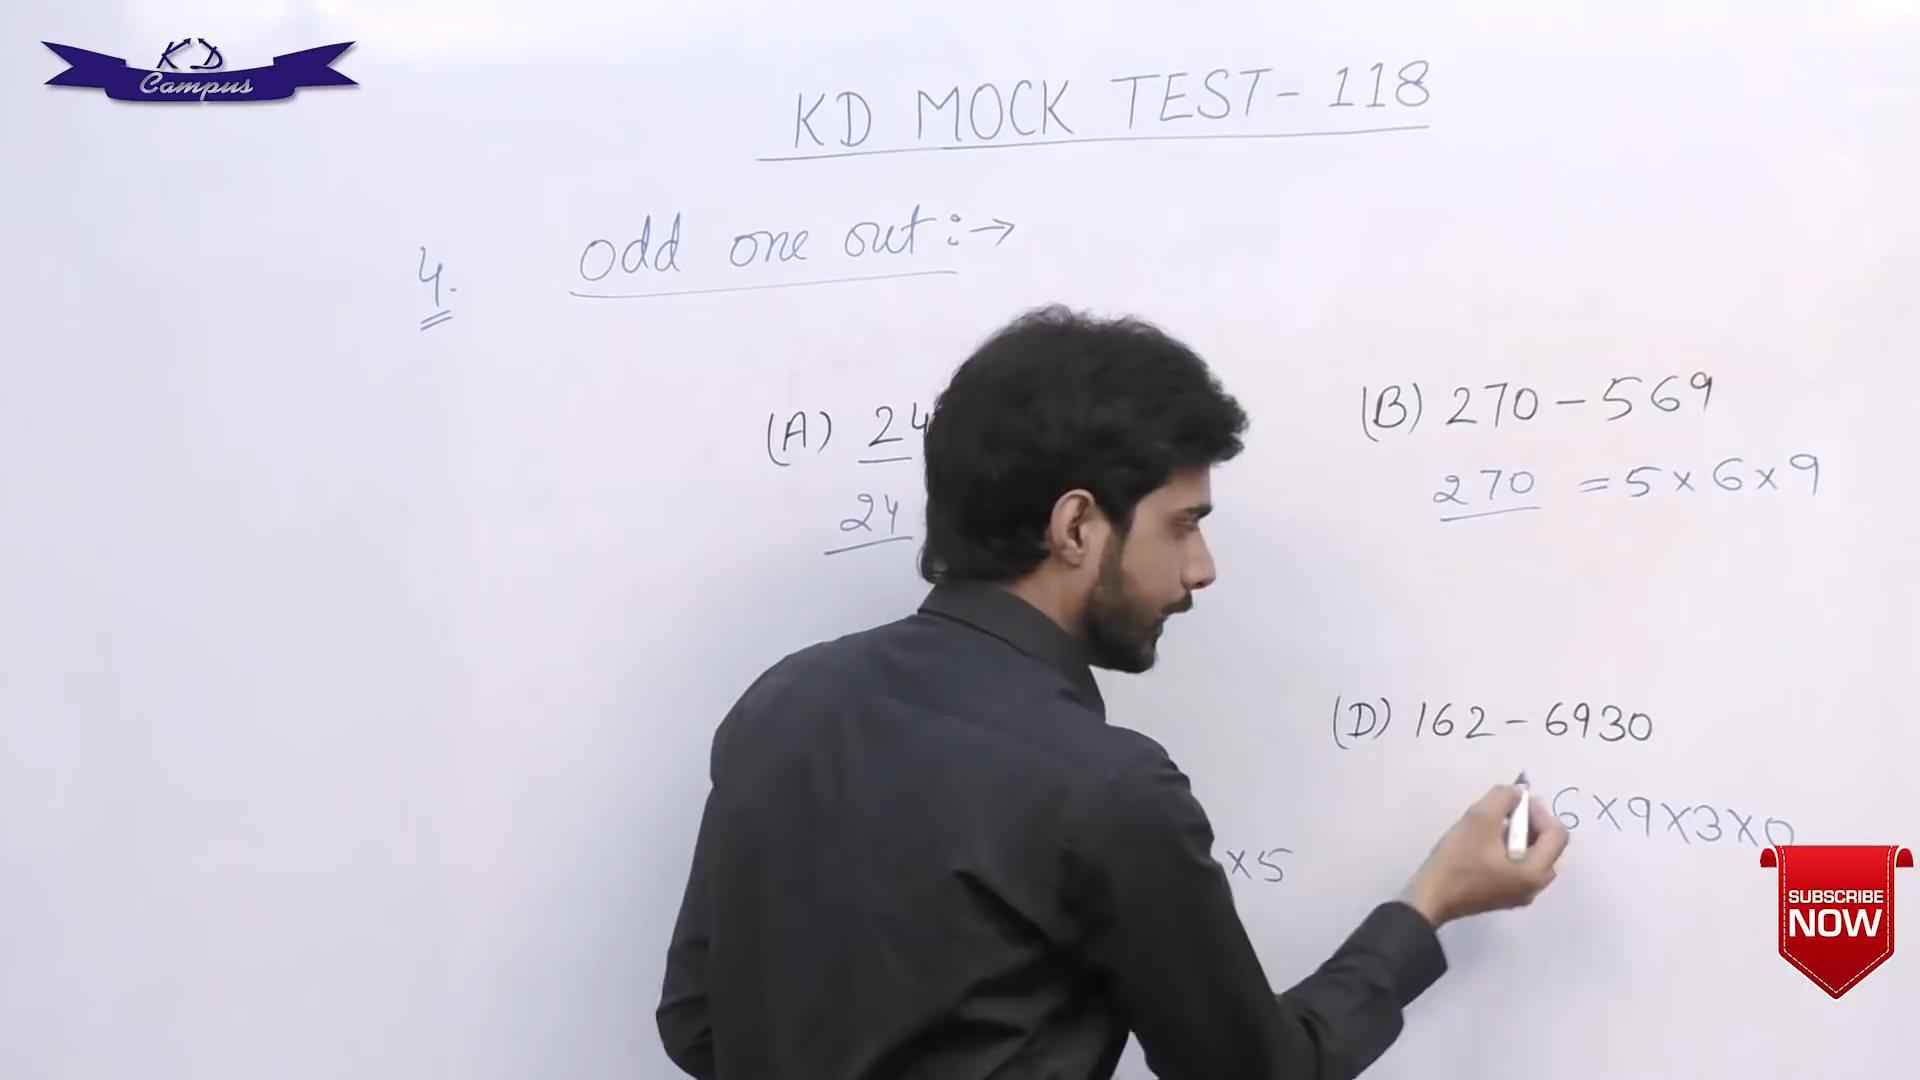 KD
Campus
KD MOCK TEST-118
4. odd one out:→
(A) 24
24
(B) 270-569
270 = 5×6×9
×5
(D) 162-6930
6×9×3×0
SUBSCRIBE
NOW